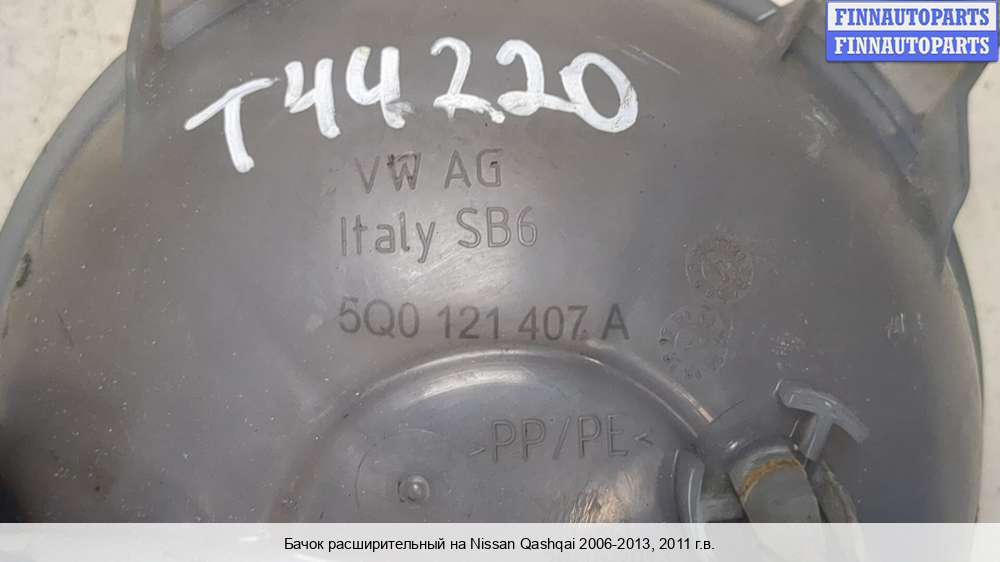 FINNAUTOPARTS
FINNAUTOPARTS
T44220
VW AG
Italy SB6
5Q0 121 407 A
>PP/PE<
Бачок расширительный на Nissan Qashqai 2006-2013, 2011 г.в.